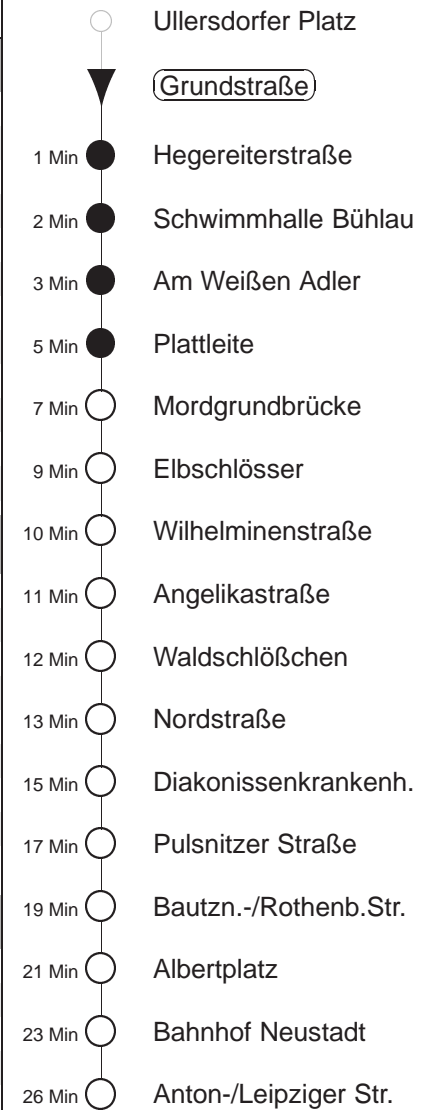 Ullersdorfer Platz
Grundstraße
1 Min Hegereiterstraße
2 Min Schwimmhalle Bühlau
3 Min Am Weißen Adler
5 Min Plattleite
7 Min Mordgrundbrücke
9 Min Elbschlösser
10 Min Wilhelminenstraße
11 Min Angelikastraße
12 Min Waldschlößchen
13 Min Nordstraße
15 Min Diakonissenkrankenh.
17 Min Pulsnitzer Straße
19 Min Bautzn.-/Rothenb.Str.
21 Min Albertplatz
23 Min Bahnhof Neustadt
26 Min Anton-/Leipziger Str.